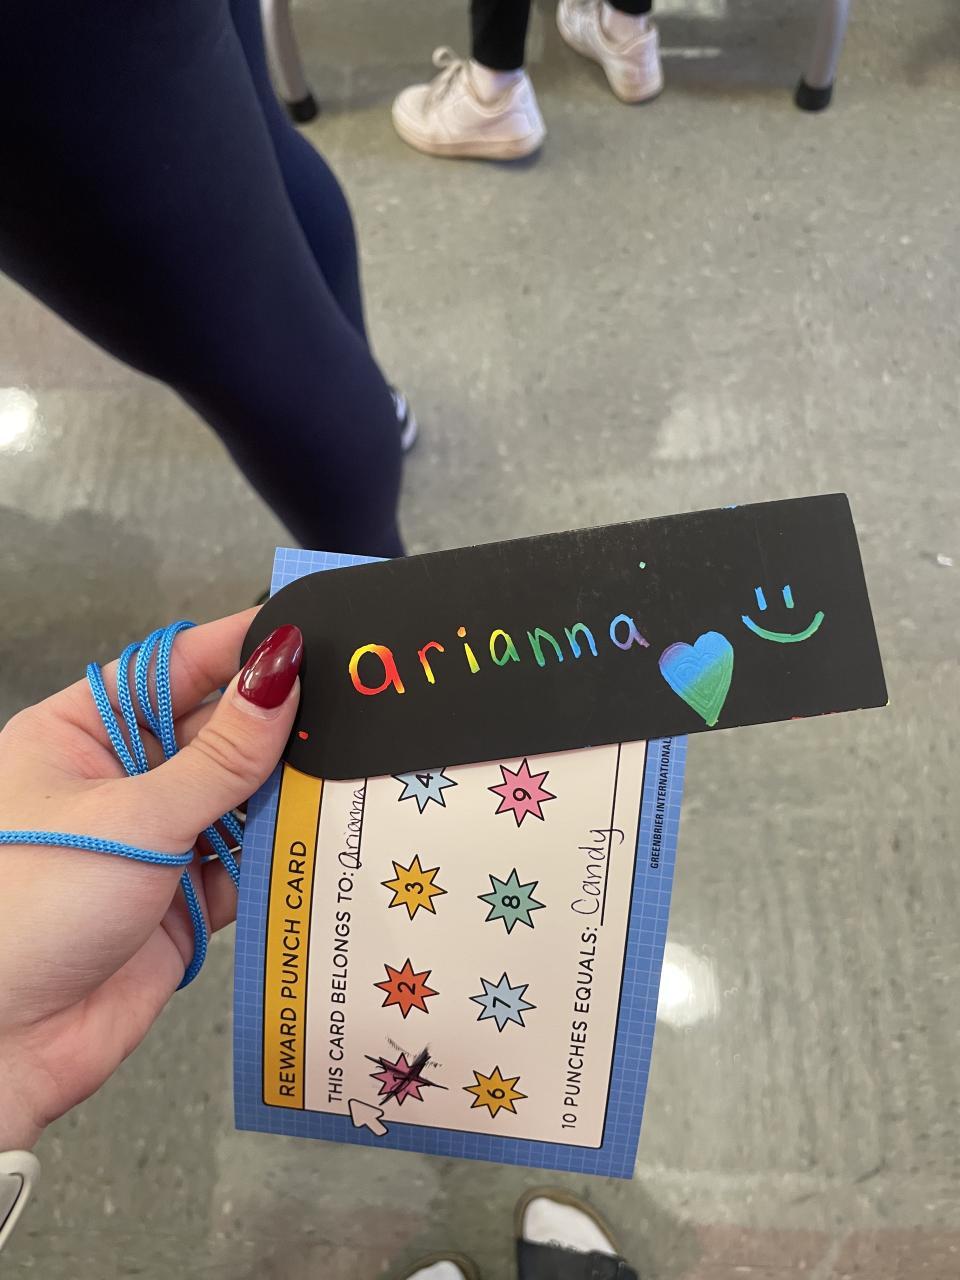 arianna
REWARD PUNCH CARD
THIS CARD BELONGS TO: Arianna
1 2 3 4
6 7 8 9
10 PUNCHES EQUALS: Candy
GREENBRIER INTERNATIONAL